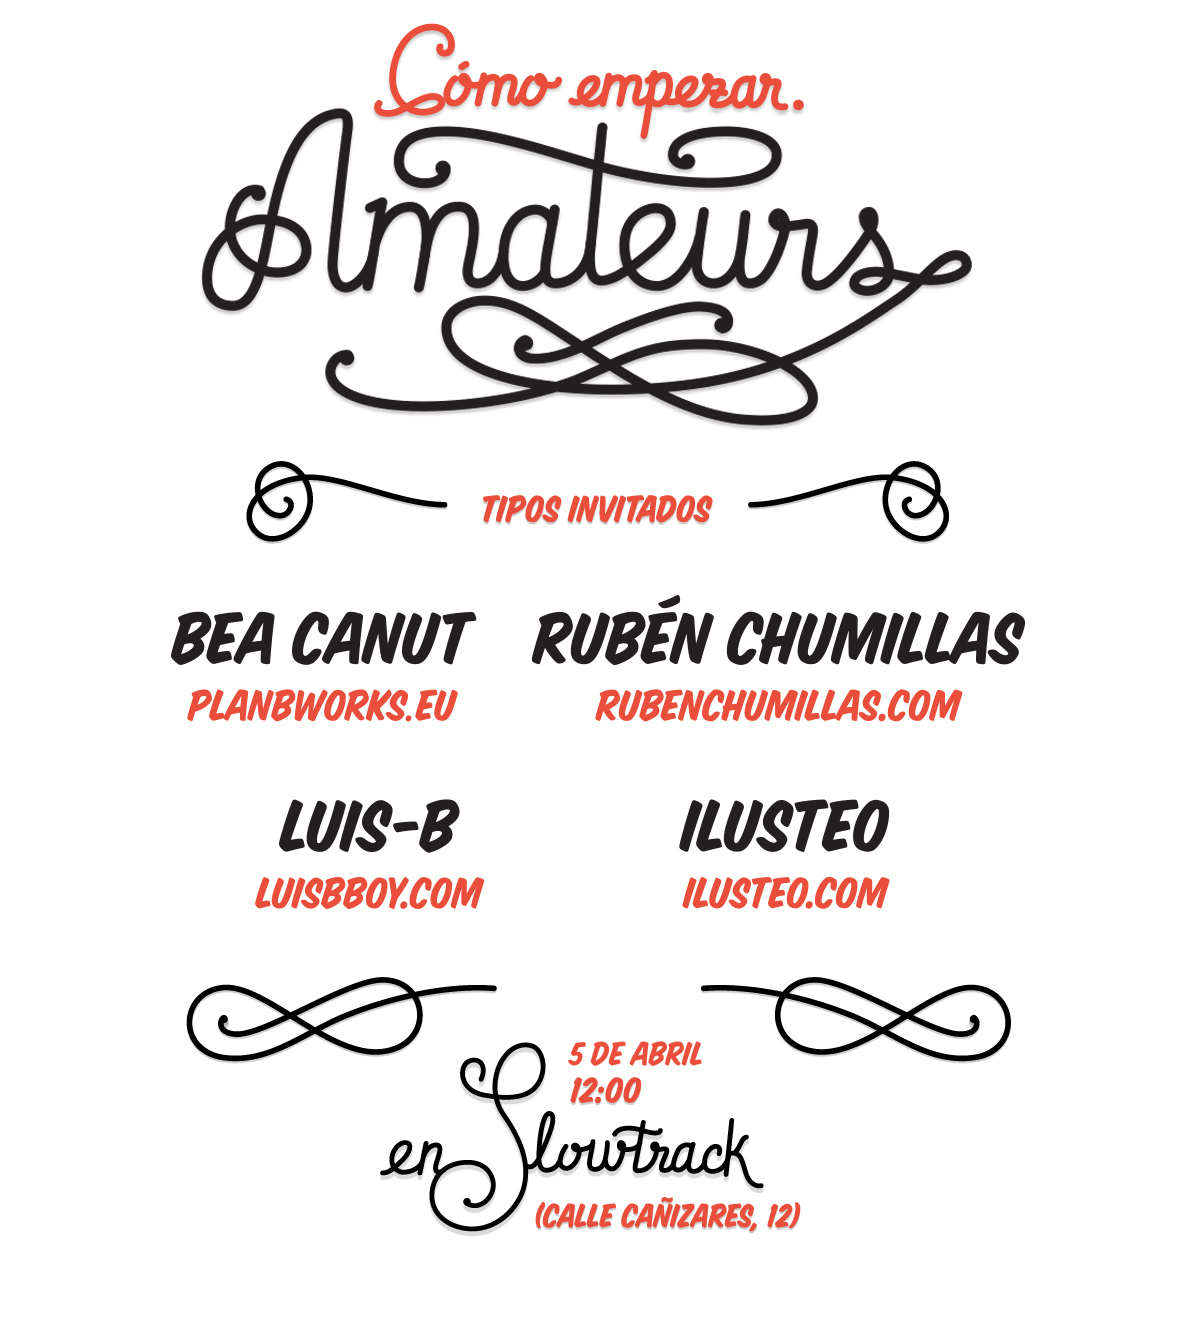 Cómo empezar.
Amateurs
TIPOS INVITADOS
BEA CANUT
PLANBWORKS.EU
RUBÉN CHUMILLAS
RUBENCHUMILLAS.COM
LUIS-B
LUISBBOY.COM
ILUSTEO
ILUSTEO.COM
5 DE ABRIL
12:00
en Slowtrack
(CALLE CAÑIZARES, 12)